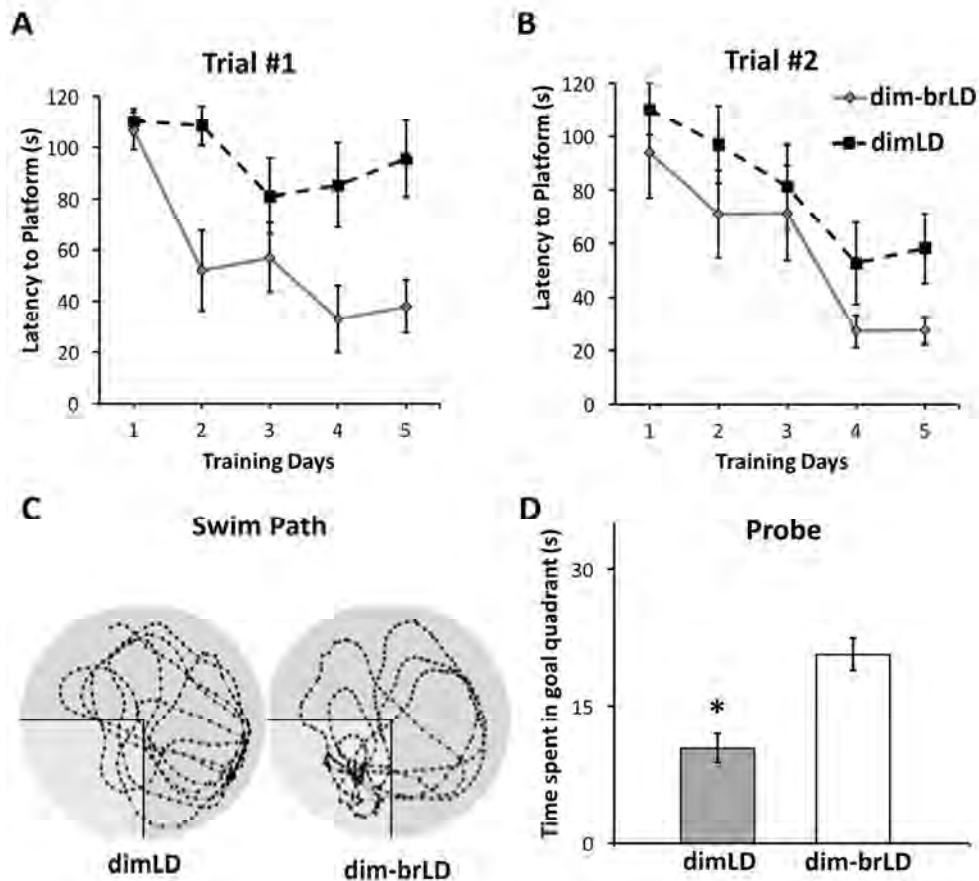 A
Trial #1
Latency to Platform (s)
120
100
80
60
40
20
0
1 2 3 4 5
Training Days
B
Trial #2
Latency to Platform (s)
120
100
80
60
40
20
0
1 2 3 4 5
Training Days
dim-brLD
dimLD
C
Swim Path
dimLD
dim-brLD
D
Probe
Time spent in goal quadrant (s)
30
15
0
*
dimLD
dim-brLD